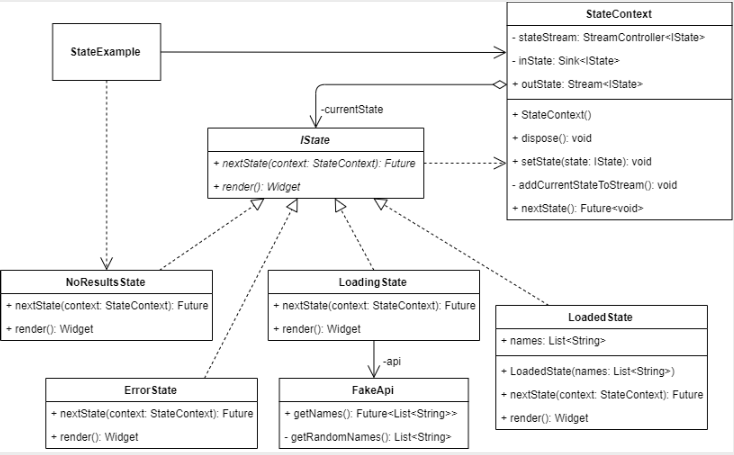 StateExample
StateContext
- stateStream: StreamController<IState>
- inState: Sink<IState>
+ outState: Stream<IState>
+ StateContext()
+ dispose(): void
+ setState(state: IState): void
- addCurrentStateToStream(): void
+ nextState(): Future<void>
-currentState
IState
+ nextState(context: StateContext): Future
+ render(): Widget
NoResultsState
+ nextState(context: StateContext): Future
+ render(): Widget
LoadingState
+ nextState(context: StateContext): Future
+ render(): Widget
LoadedState
+ names: List<String>
+ LoadedState(names: List<String>)
+ nextState(context: StateContext): Future
+ render(): Widget
-api
ErrorState
+ nextState(context: StateContext): Future
+ render(): Widget
FakeApi
+ getNames(): Future<List<String>>
- getRandomNames(): List<String>